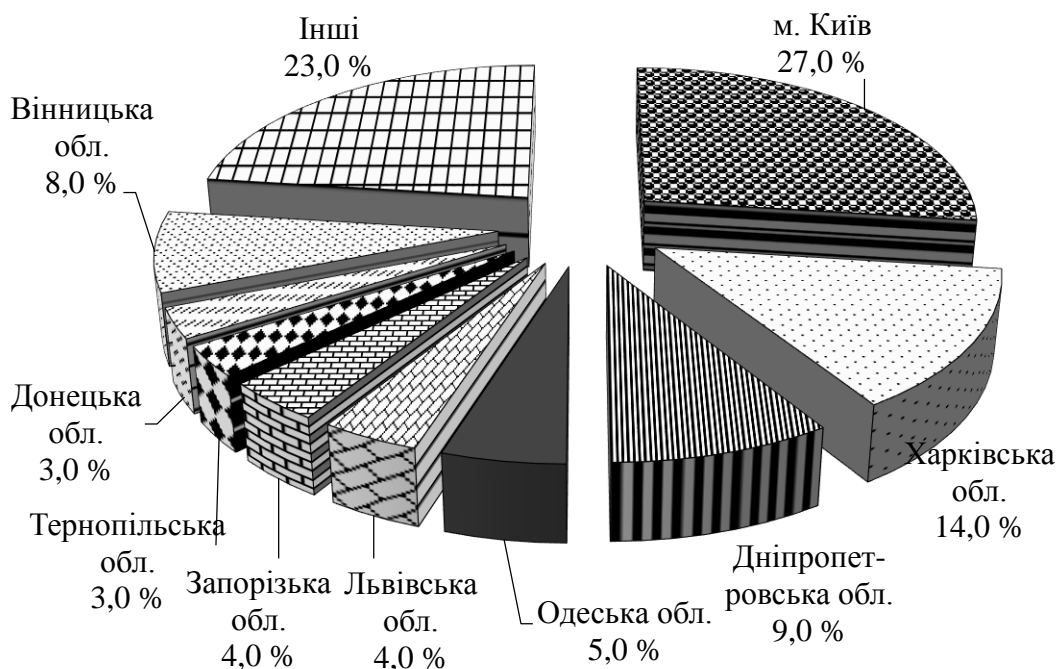 Інші
23,0 %
м. Київ
27,0 %
Вінницька
обл.
8,0 %
Харківська
обл.
14,0 %
Донецька
обл.
3,0 %
Тернопільська
обл.
3,0 %
Запорізька
обл.
4,0 %
Львівська
обл.
4,0 %
Одеська обл.
5,0 %
Дніпропет-
ровська обл.
9,0 %